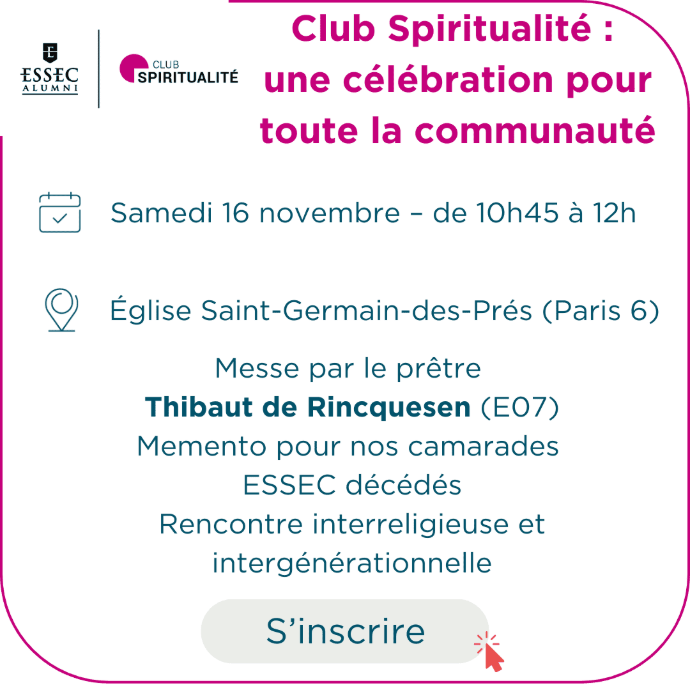 Club Spiritualité :
une célébration pour
toute la communauté
ESSEC
ALUMNI
CLUB
SPIRITUALITÉ
Samedi 16 novembre – de 10h45 à 12h
Église Saint-Germain-des-Prés (Paris 6)
Messe par le prêtre
Thibaut de Rincquesen (E07)
Memento pour nos camarades
ESSEC décédés
Rencontre interreligieuse et
intergénérationnelle
S’inscrire